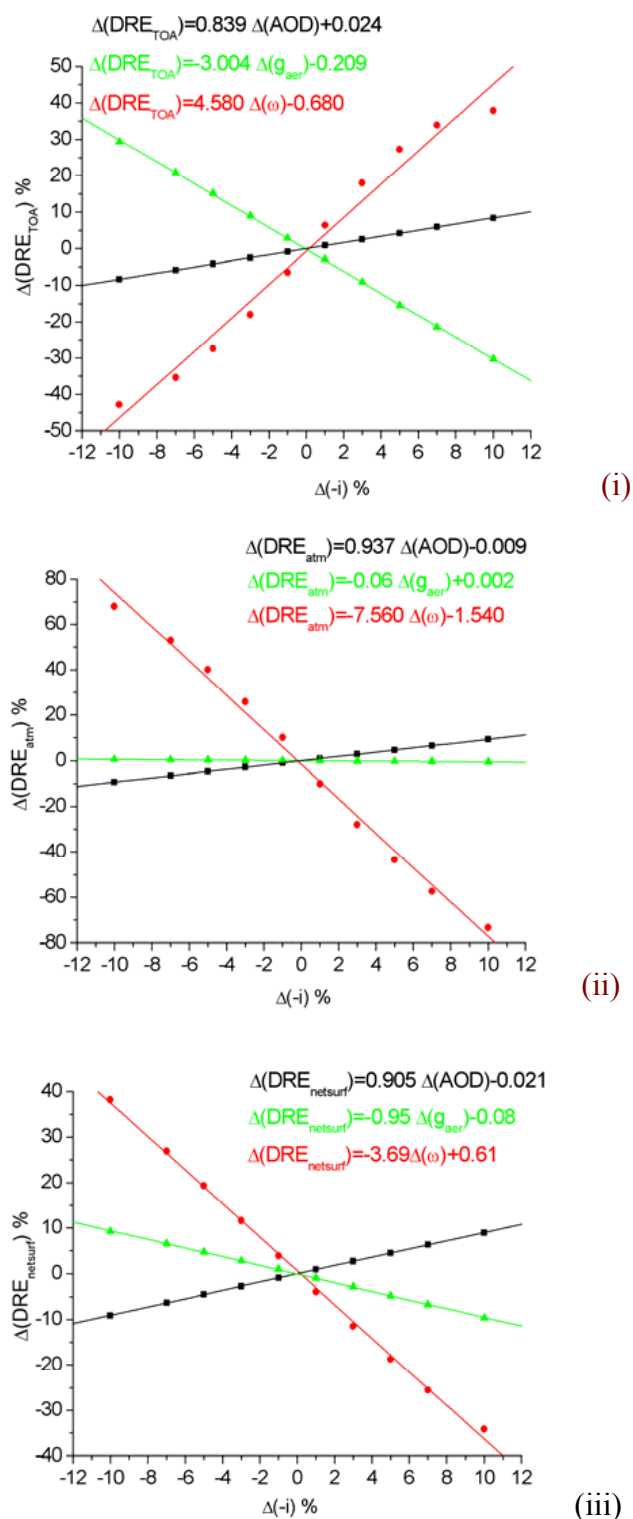 Δ(DRE_TOA)=0.839 Δ(AOD)+0.024
Δ(DRE_TOA)=-3.004 Δ(g_aer)-0.209
Δ(DRE_TOA)=4.580 Δ(ω)-0.680
50
40
30
20
10
0
-10
-20
-30
-40
-50
Δ(DRE_TOA) %
-12 -10 -8 -6 -4 -2 0 2 4 6 8 10 12
Δ(-i) %
(i)
Δ(DRE_atm)=0.937 Δ(AOD)-0.009
Δ(DRE_atm)=-0.06 Δ(g_aer)+0.002
Δ(DRE_atm)=-7.560 Δ(ω)-1.540
80
60
40
20
0
-20
-40
-60
-80
Δ(DRE_atm) %
-12 -10 -8 -6 -4 -2 0 2 4 6 8 10 12
Δ(-i) %
(ii)
Δ(DRE_netsurf)=0.905 Δ(AOD)-0.021
Δ(DRE_netsurf)=-0.95 Δ(g_aer)-0.08
Δ(DRE_netsurf)=-3.69Δ(ω)+0.61
40
30
20
10
0
-10
-20
-30
-40
Δ(DRE_netsurf) %
-12 -10 -8 -6 -4 -2 0 2 4 6 8 10 12
Δ(-i) %
(iii)